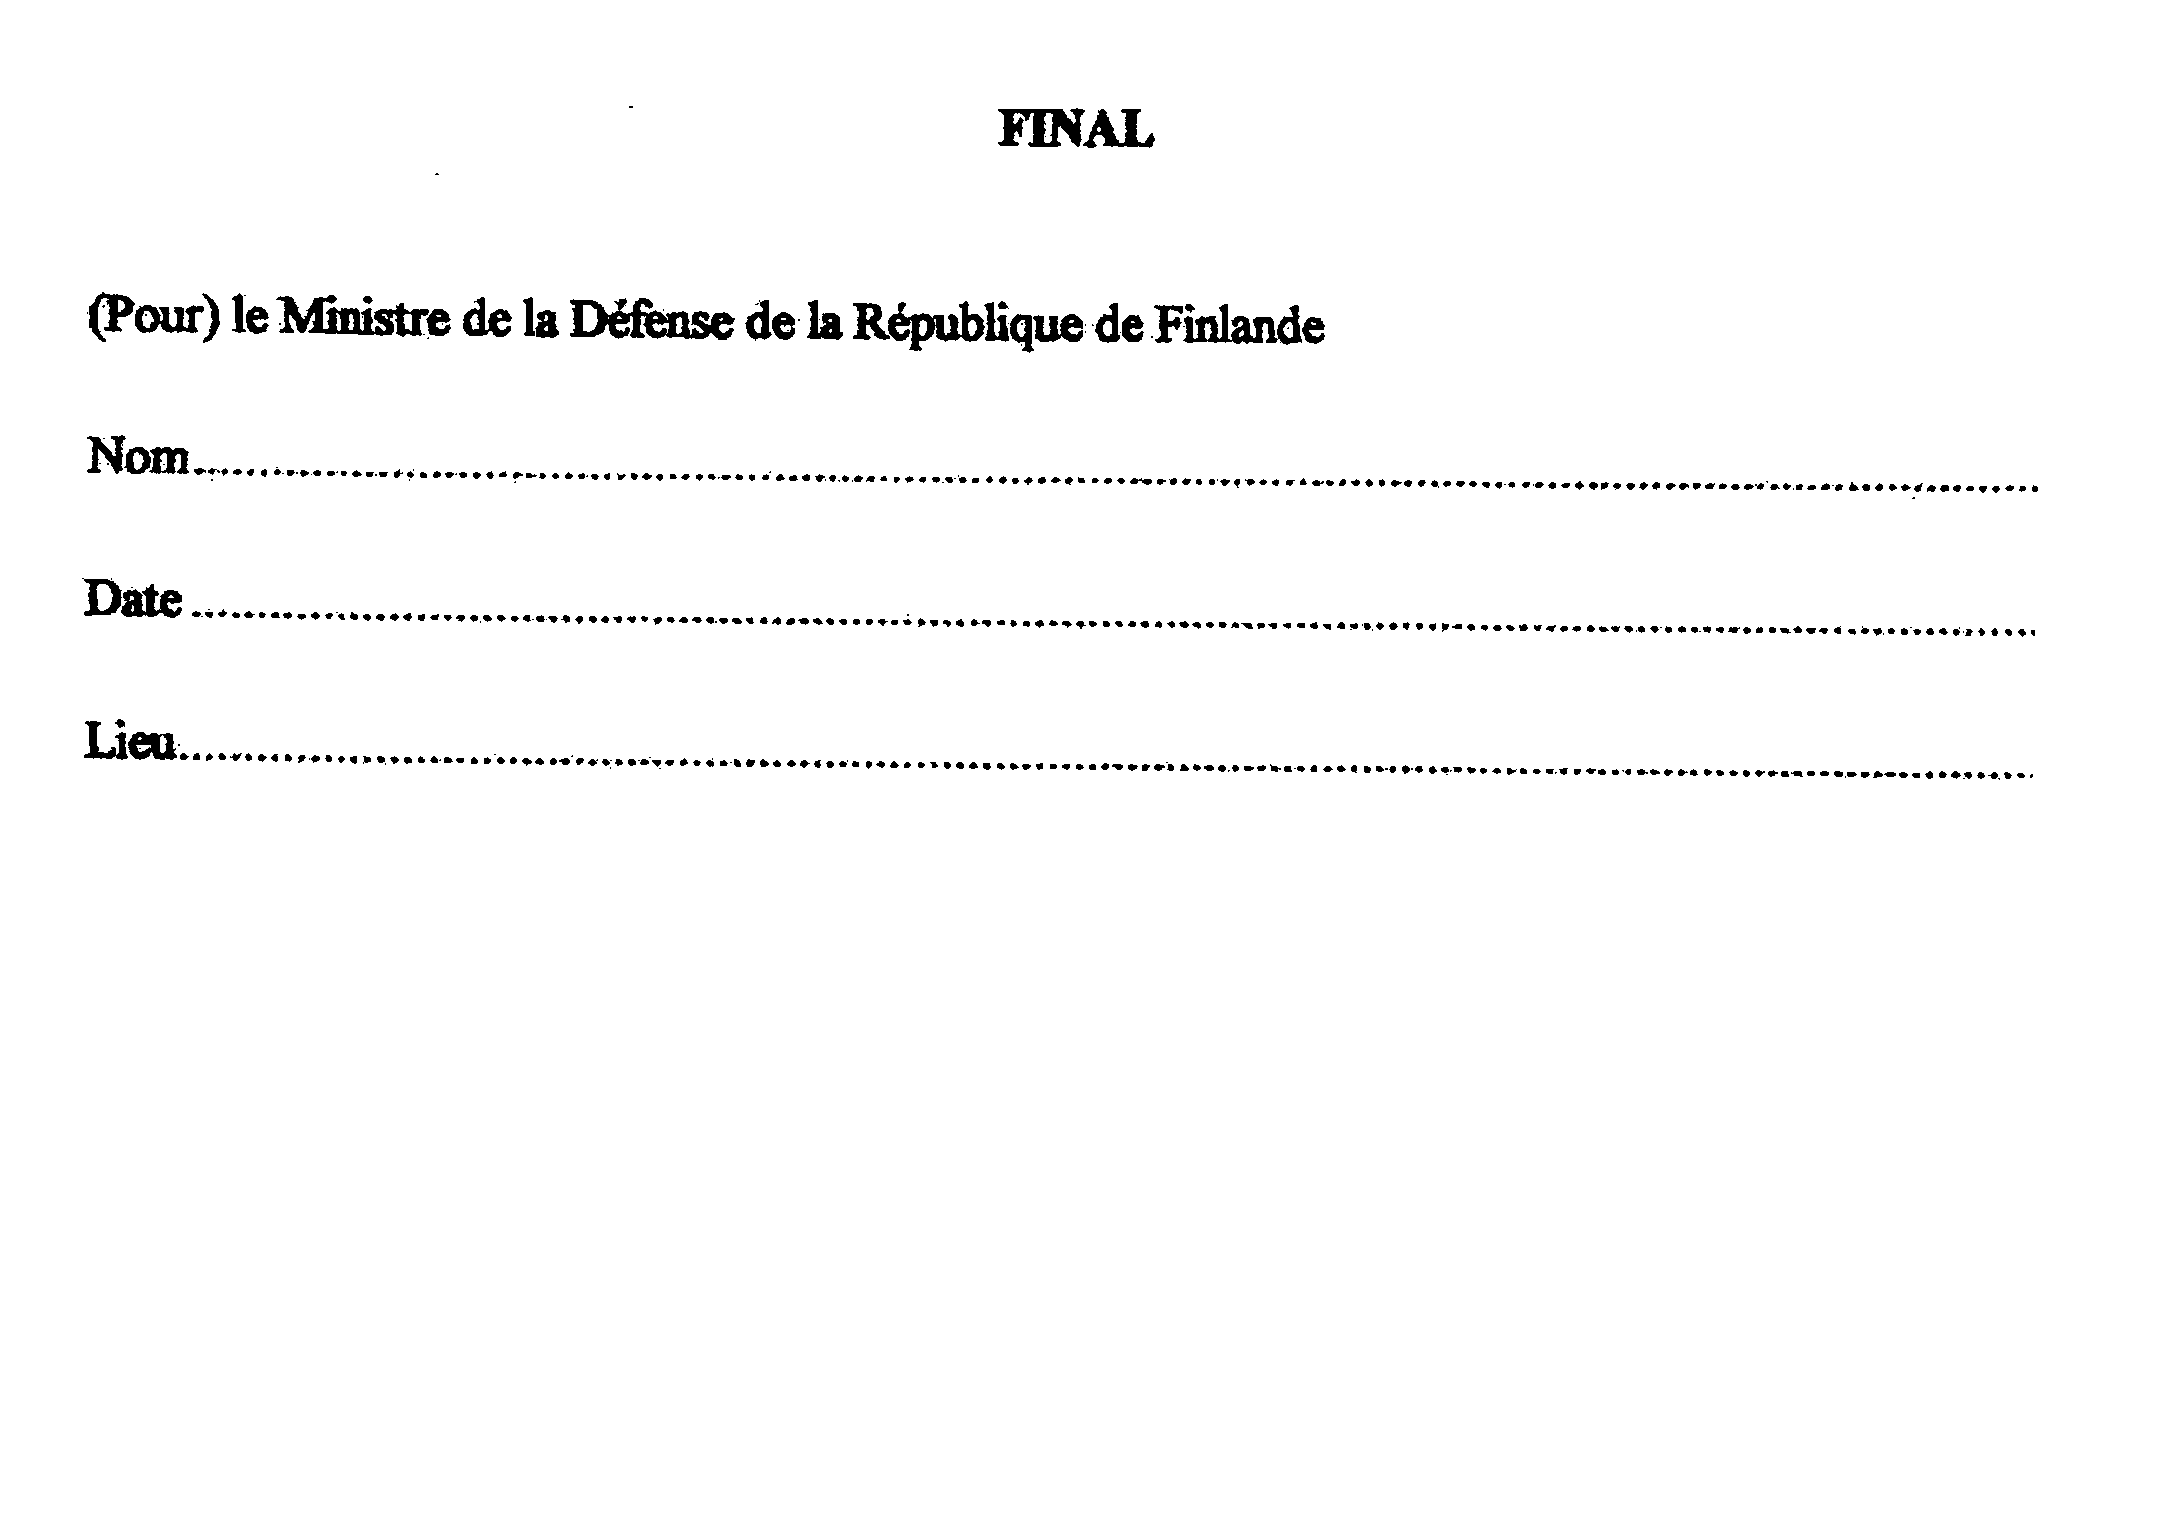 FINAL
(Pour) le Ministre de la Défense de la République de Finlande
Nom..............................................................................................................
Date ..............................................................................................................
Lieu..............................................................................................................